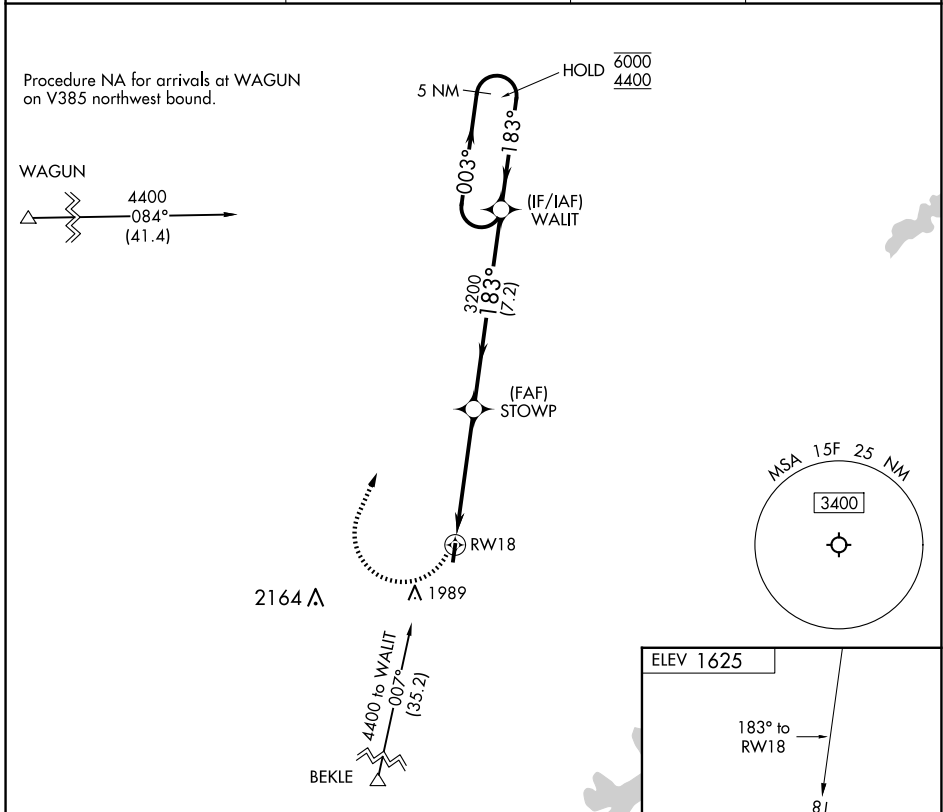 Procedure NA for arrivals at WAGUN
on V385 northwest bound.
5 NM
HOLD
6000
4400
003°
183°
WAGUN
4400
084°
(41.4)
(IF/IAF)
WALIT
3200
183°
(7.2)
(FAF)
STOWP
RW18
2164
1989
4400 to WALIT
007°
(35.2)
BEKLE
MSA 15F 25 NM
3400
ELEV 1625
183° to
RW18